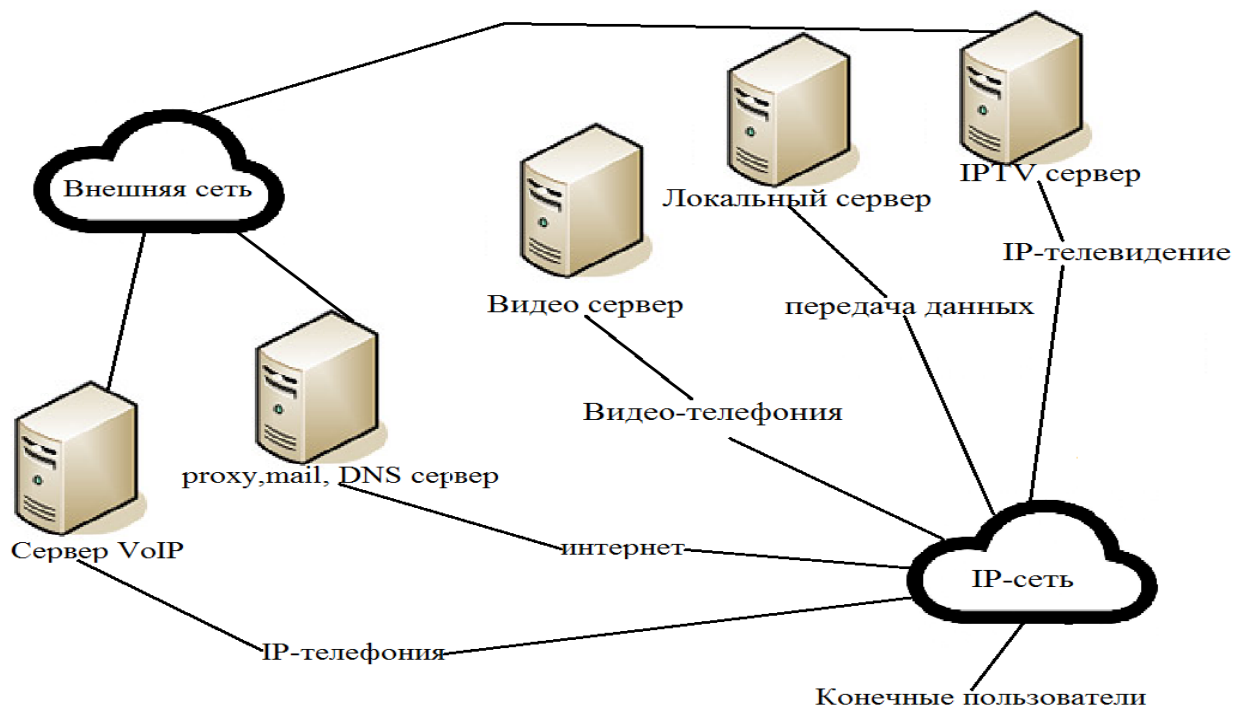 Внешняя сеть
IPTV сервер
Локальный сервер
IP-телевидение
Видео сервер
передача данных
Видео-телефония
proxy,mail, DNS сервер
Сервер VoIP
интернет
IP-сеть
IP-телефония
Конечные пользователи